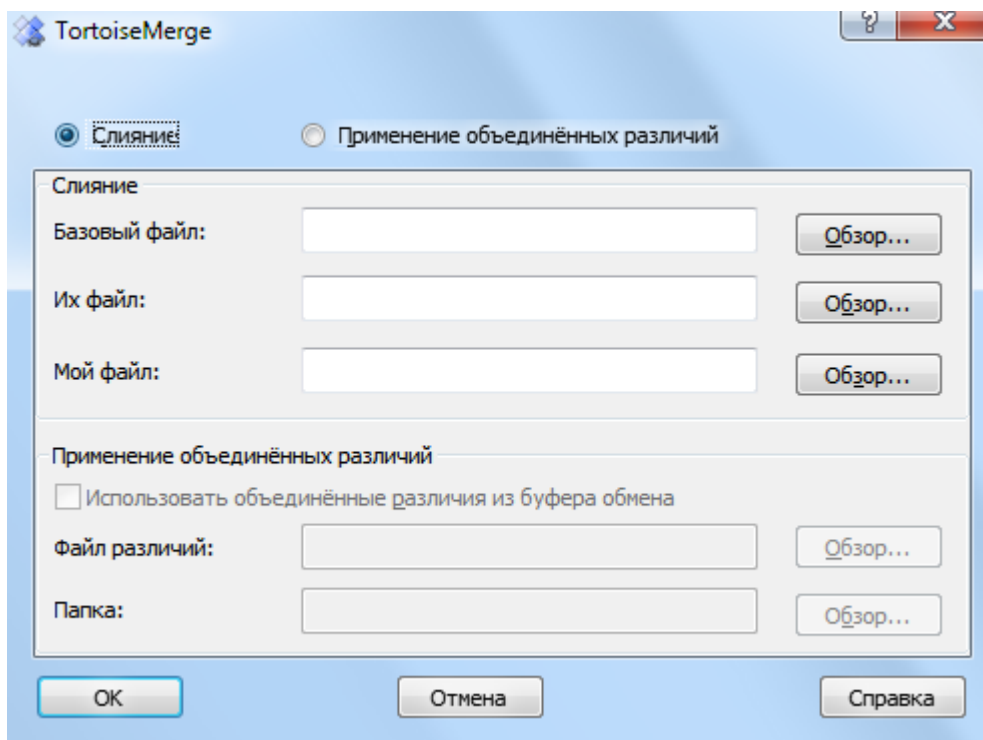 TortoiseMerge
Слияние Применение объединённых различий
Слияние
Базовый файл: Обзор...
Их файл: Обзор...
Мой файл: Обзор...
Применение объединённых различий
Использовать объединённые различия из буфера обмена
Файл различий: Обзор...
Папка: Обзор...
OK Отмена Справка